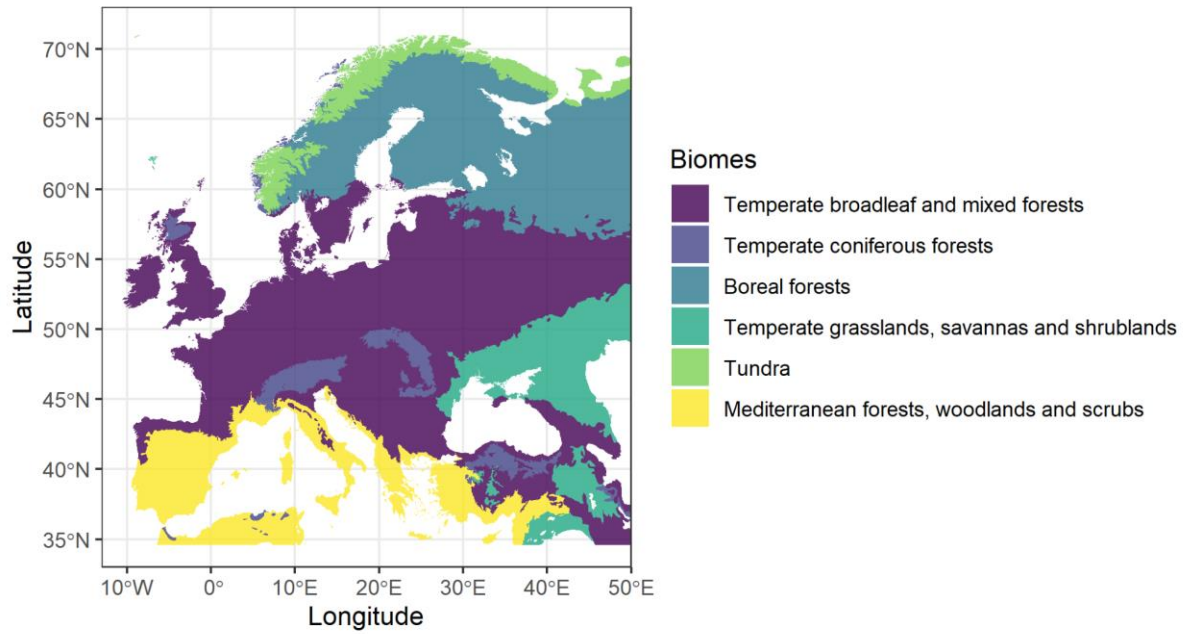 70°N
65°N
60°N
55°N
50°N
45°N
40°N
35°N
Latitude
10°W 0° 10°E 20°E 30°E 40°E 50°E
Longitude
Biomes
Temperate broadleaf and mixed forests
Temperate coniferous forests
Boreal forests
Temperate grasslands, savannas and shrublands
Tundra
Mediterranean forests, woodlands and scrubs